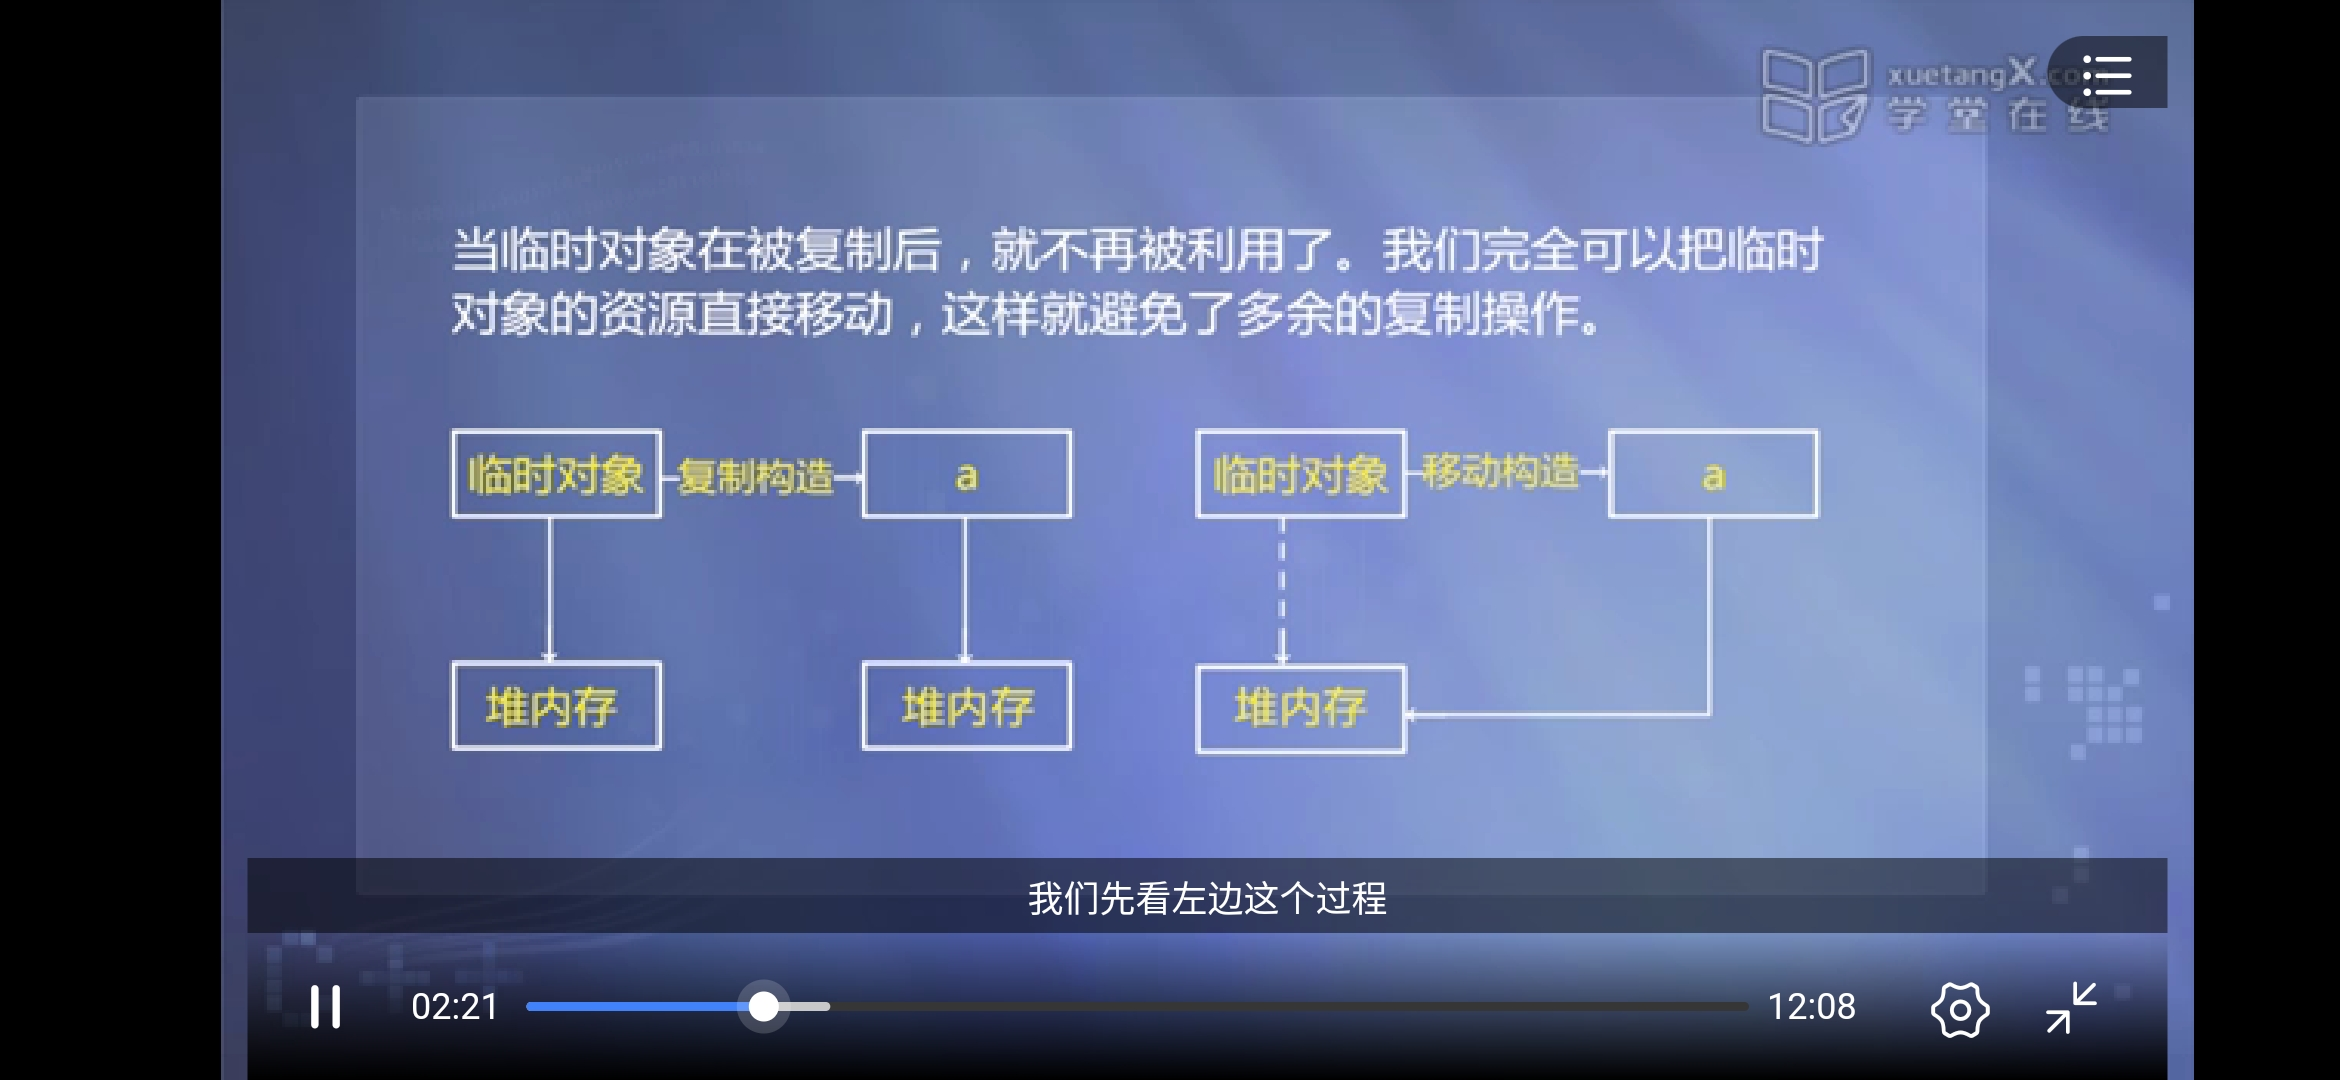 xuetangX.com
学堂在线
当临时对象在被复制后，就不再被利用了。我们完全可以把临时
对象的资源直接移动，这样就避免了多余的复制操作。
临时对象 复制构造 a 临时对象 移动构造 a
堆内存 堆内存 堆内存
我们先看左边这个过程
02:21 12:08